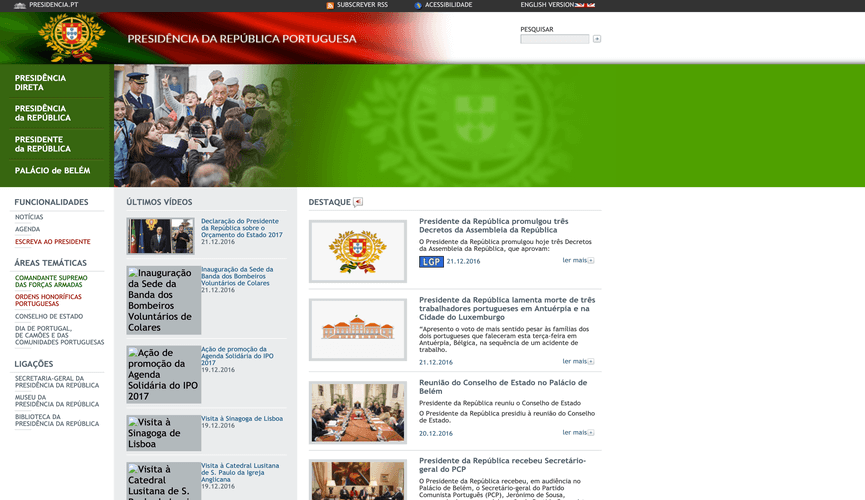 PRESIDENCIA.PT
SUBSCREVER RSS
ACESSIBILIDADE
ENGLISH VERSION
PRESIDÊNCIA DA REPÚBLICA PORTUGUESA
PESQUISAR
PRESIDÊNCIA
DIRETA
PRESIDÊNCIA
da REPÚBLICA
PRESIDENTE
da REPÚBLICA
PALÁCIO de BELÉM
FUNCIONALIDADES
NOTÍCIAS
AGENDA
ESCREVA AO PRESIDENTE
ÁREAS TEMÁTICAS
COMANDANTE SUPREMO
DAS FORÇAS ARMADAS
ORDENS HONORÍFICAS
PORTUGUESAS
CONSELHO DE ESTADO
DIA DE PORTUGAL,
DE CAMÕES E DAS
COMUNIDADES PORTUGUESAS
LIGAÇÕES
SECRETARIA-GERAL DA
PRESIDÊNCIA DA REPÚBLICA
MUSEU DA
PRESIDÊNCIA DA REPÚBLICA
BIBLIOTECA DA
PRESIDÊNCIA DA REPÚBLICA
ÚLTIMOS VÍDEOS
Declaração do Presidente
da República sobre o
Orçamento do Estado 2017
21.12.2016
Inauguração
da Sede da
Banda dos
Bombeiros
Voluntários de
Colares
Inauguração da Sede da
Banda dos Bombeiros
Voluntários de Colares
21.12.2016
Ação de
promoção da
Agenda
Solidária do IPO
2017
Ação de promoção da
Agenda Solidária do IPO
2017
19.12.2016
Visita à
Sinagoga de
Lisboa
Visita à Sinagoga de Lisboa
19.12.2016
Visita à
Catedral
Lusitana de S.
Visita à Catedral Lusitana
de S. Paulo da Igreja
Anglicana
19.12.2016
DESTAQUE
Presidente da República promulgou três
Decretos da Assembleia da República
O Presidente da República promulgou hoje três Decretos
da Assembleia da República, que aprovam:
LGP 21.12.2016
ler mais
Presidente da República lamenta morte de três
trabalhadores portugueses em Antuérpia e na
Cidade do Luxemburgo
“Apresento o voto de mais sentido pesar às famílias dos
dois portugueses que faleceram esta terça-feira em
Antuérpia, Bélgica, na sequência de um acidente de
trabalho.
21.12.2016
ler mais
Reunião do Conselho de Estado no Palácio de
Belém
Presidente da República reuniu o Conselho de Estado
O Presidente da República presidiu à reunião do Conselho
de Estado.
20.12.2016
ler mais
Presidente da República recebeu Secretário-
geral do PCP
O Presidente da República recebeu, em audiência no
Palácio de Belém, o Secretário-geral do Partido
Comunista Português (PCP), Jerónimo de Sousa,